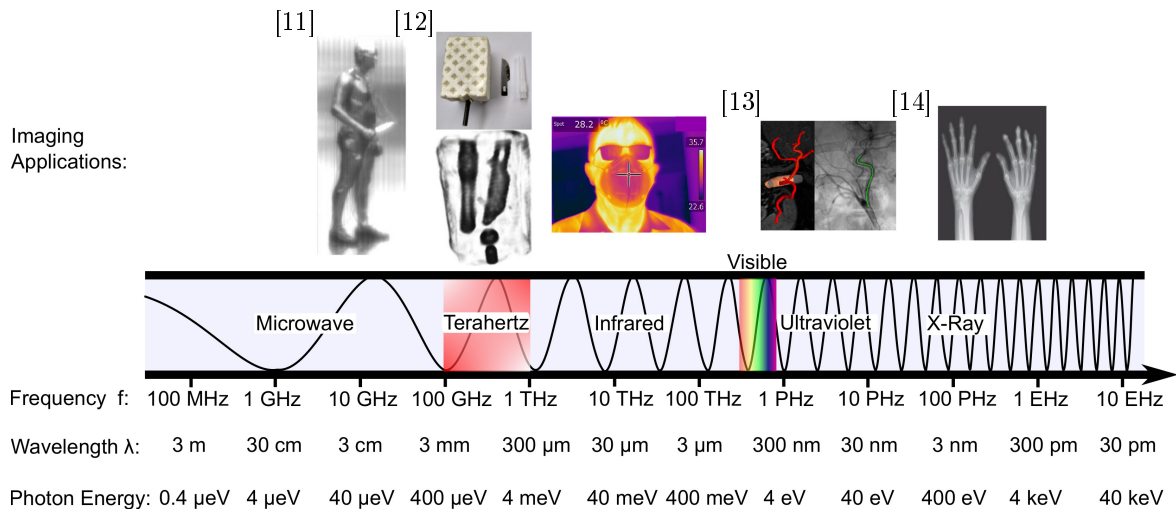 [11]
[12]
[13]
[14]
Imaging
Applications:
Spot 28.2 °C
35.7
22.6
Visible
Microwave
Terahertz
Infrared
Ultraviolet
X-Ray
Frequency f: 100 MHz 1 GHz 10 GHz 100 GHz 1 THz 10 THz 100 THz 1 PHz 10 PHz 100 PHz 1 EHz 10 EHz
Wavelength λ: 3 m 30 cm 3 cm 3 mm 300 µm 30 µm 3 µm 300 nm 30 nm 3 nm 300 pm 30 pm
Photon Energy: 0.4 µeV 4 µeV 40 µeV 400 µeV 4 meV 40 meV 400 meV 4 eV 40 eV 400 eV 4 keV 40 keV